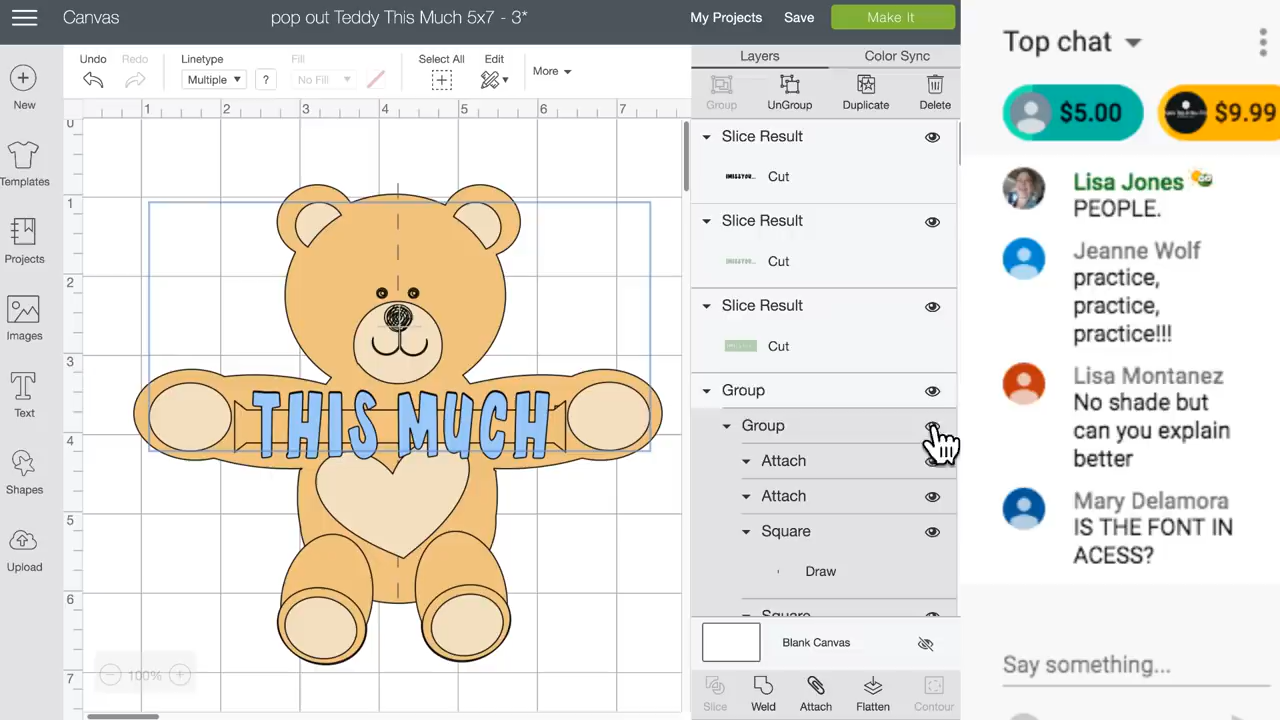 Canvas
pop out Teddy This Much 5x7 - 3*
My Projects
Save
Make It
Top chat
$5.00
$9.99
New
Templates
Projects
Images
Text
Shapes
Upload
Undo
Redo
Linetype
Multiple
?
Fill
No Fill
Select All
Edit
More
1 2 3 4 5 6 7
0
1
2
3
4
5
6
7
THIS MUCH
100%
Layers
Color Sync
Group
UnGroup
Duplicate
Delete
Slice Result
Cut
Slice Result
Cut
Slice Result
Cut
Group
Group
Attach
Attach
Square
Draw
Square
Blank Canvas
Slice
Weld
Attach
Flatten
Contour
Lisa Jones
PEOPLE.
Jeanne Wolf
practice,
practice,
practice!!!
Lisa Montanez
No shade but
can you explain
better
Mary Delamora
IS THE FONT IN
ACESS?
Say something...